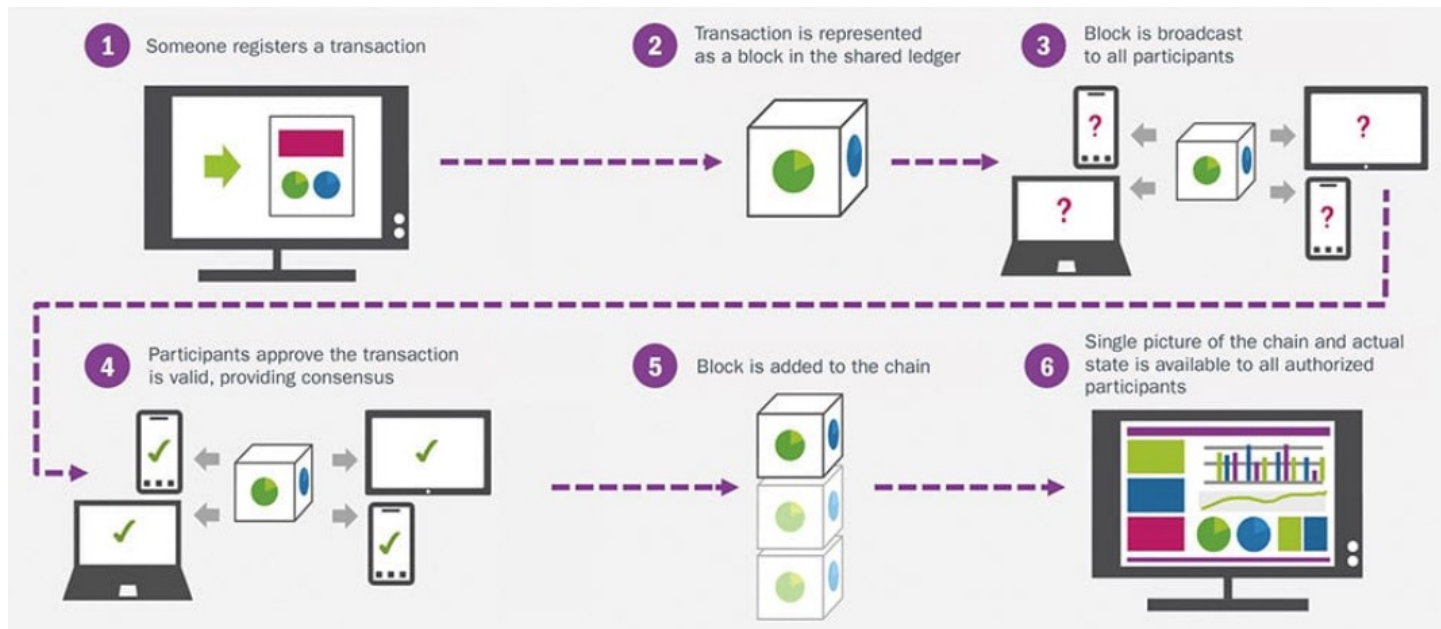 1
Someone registers a transaction
2
Transaction is represented
as a block in the shared ledger
3
Block is broadcast
to all participants
?
?
?
?
4
Participants approve the transaction
is valid, providing consensus
5
Block is added to the chain
6
Single picture of the chain and actual
state is available to all authorized
participants